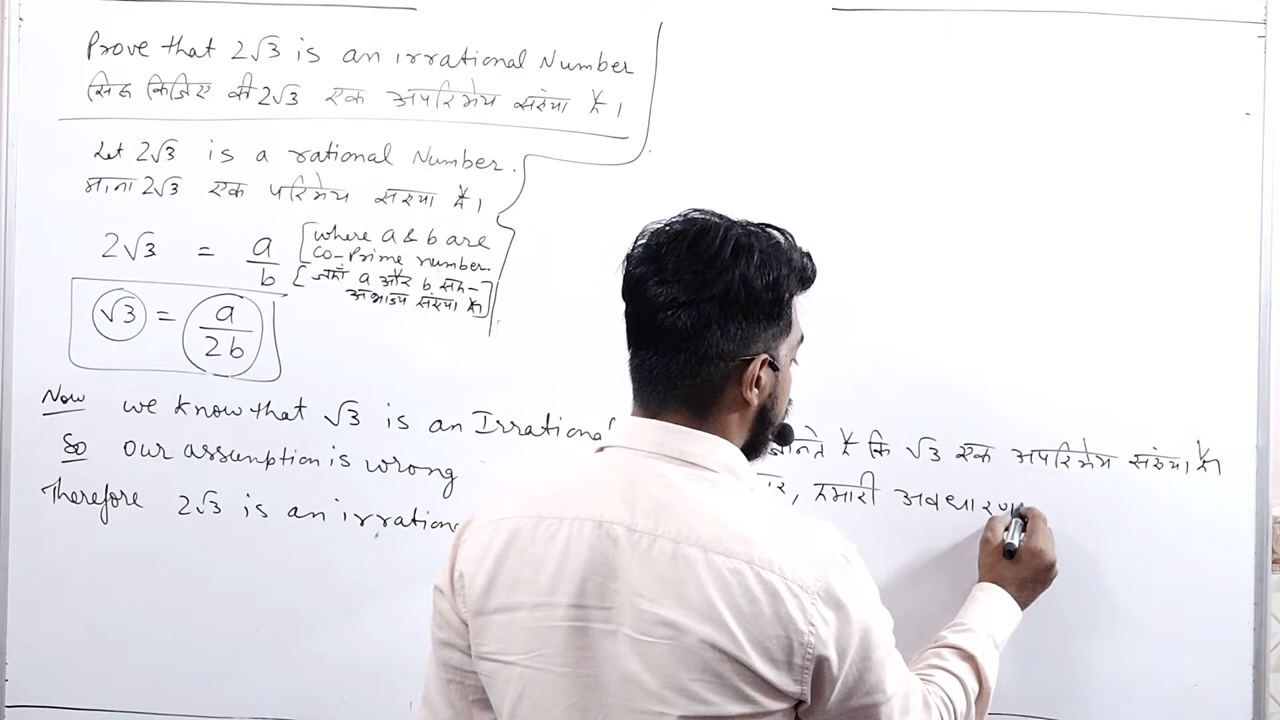 Prove that 2√3 is an irrational Number
सिद्ध किजिए की 2√3 एक अपरिमेय संख्या है।
Let 2√3 is a rational Number.
माना 2√3 एक परिमेय संख्या है।
2√3 = a/b [where a & b are
co-Prime number.
[जहाँ a और b सह-
अभाज्य संख्या है।]
√3 = a/2b
Now we know that √3 is an Irrational
So our assumption is wrong
Therefore 2√3 is an irration
जानते है कि √3 एक अपरिमेय संख्या है।
, हमारी अवधारण